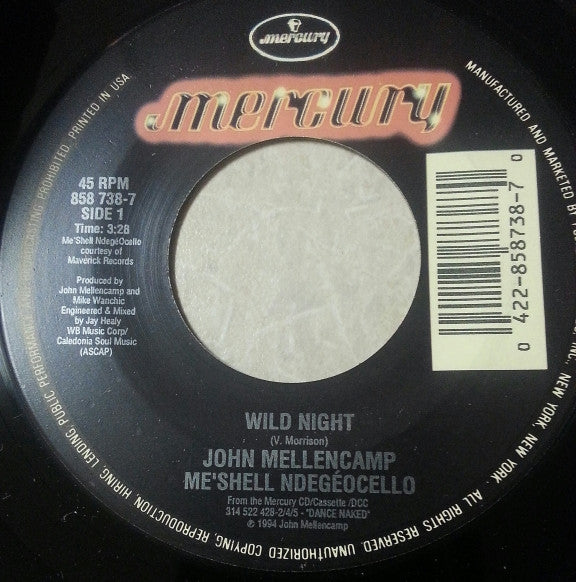 mercury
mercury
45 RPM
858 738-7
SIDE 1
Time: 3:28
Me'Shell NdegéOcello
courtesy of
Maverick Records
Produced by
John Mellencamp and
Mike Wanchic
Engineered & Mixed
by Jay Healy
WB Music Corp/
Caledonia Soul Music
(ASCAP)
0 422-858738-7 0
WILD NIGHT
(V. Morrison)
JOHN MELLENCAMP
ME'SHELL NDEGÉOCELLO
From the Mercury CD/Cassette /DCC
314 522 428-2/4/5 - "DANCE NAKED"
℗ 1994 John Mellencamp
MANUFACTURED AND MARKETED BY INC., NEW YORK, NEW YORK. ALL RIGHTS RESERVED. UNAUTHORIZED COPYING, REPRODUCTION, HIRING, LENDING, PUBLIC PERFORMANCE PROHIBITED. PRINTED IN USA